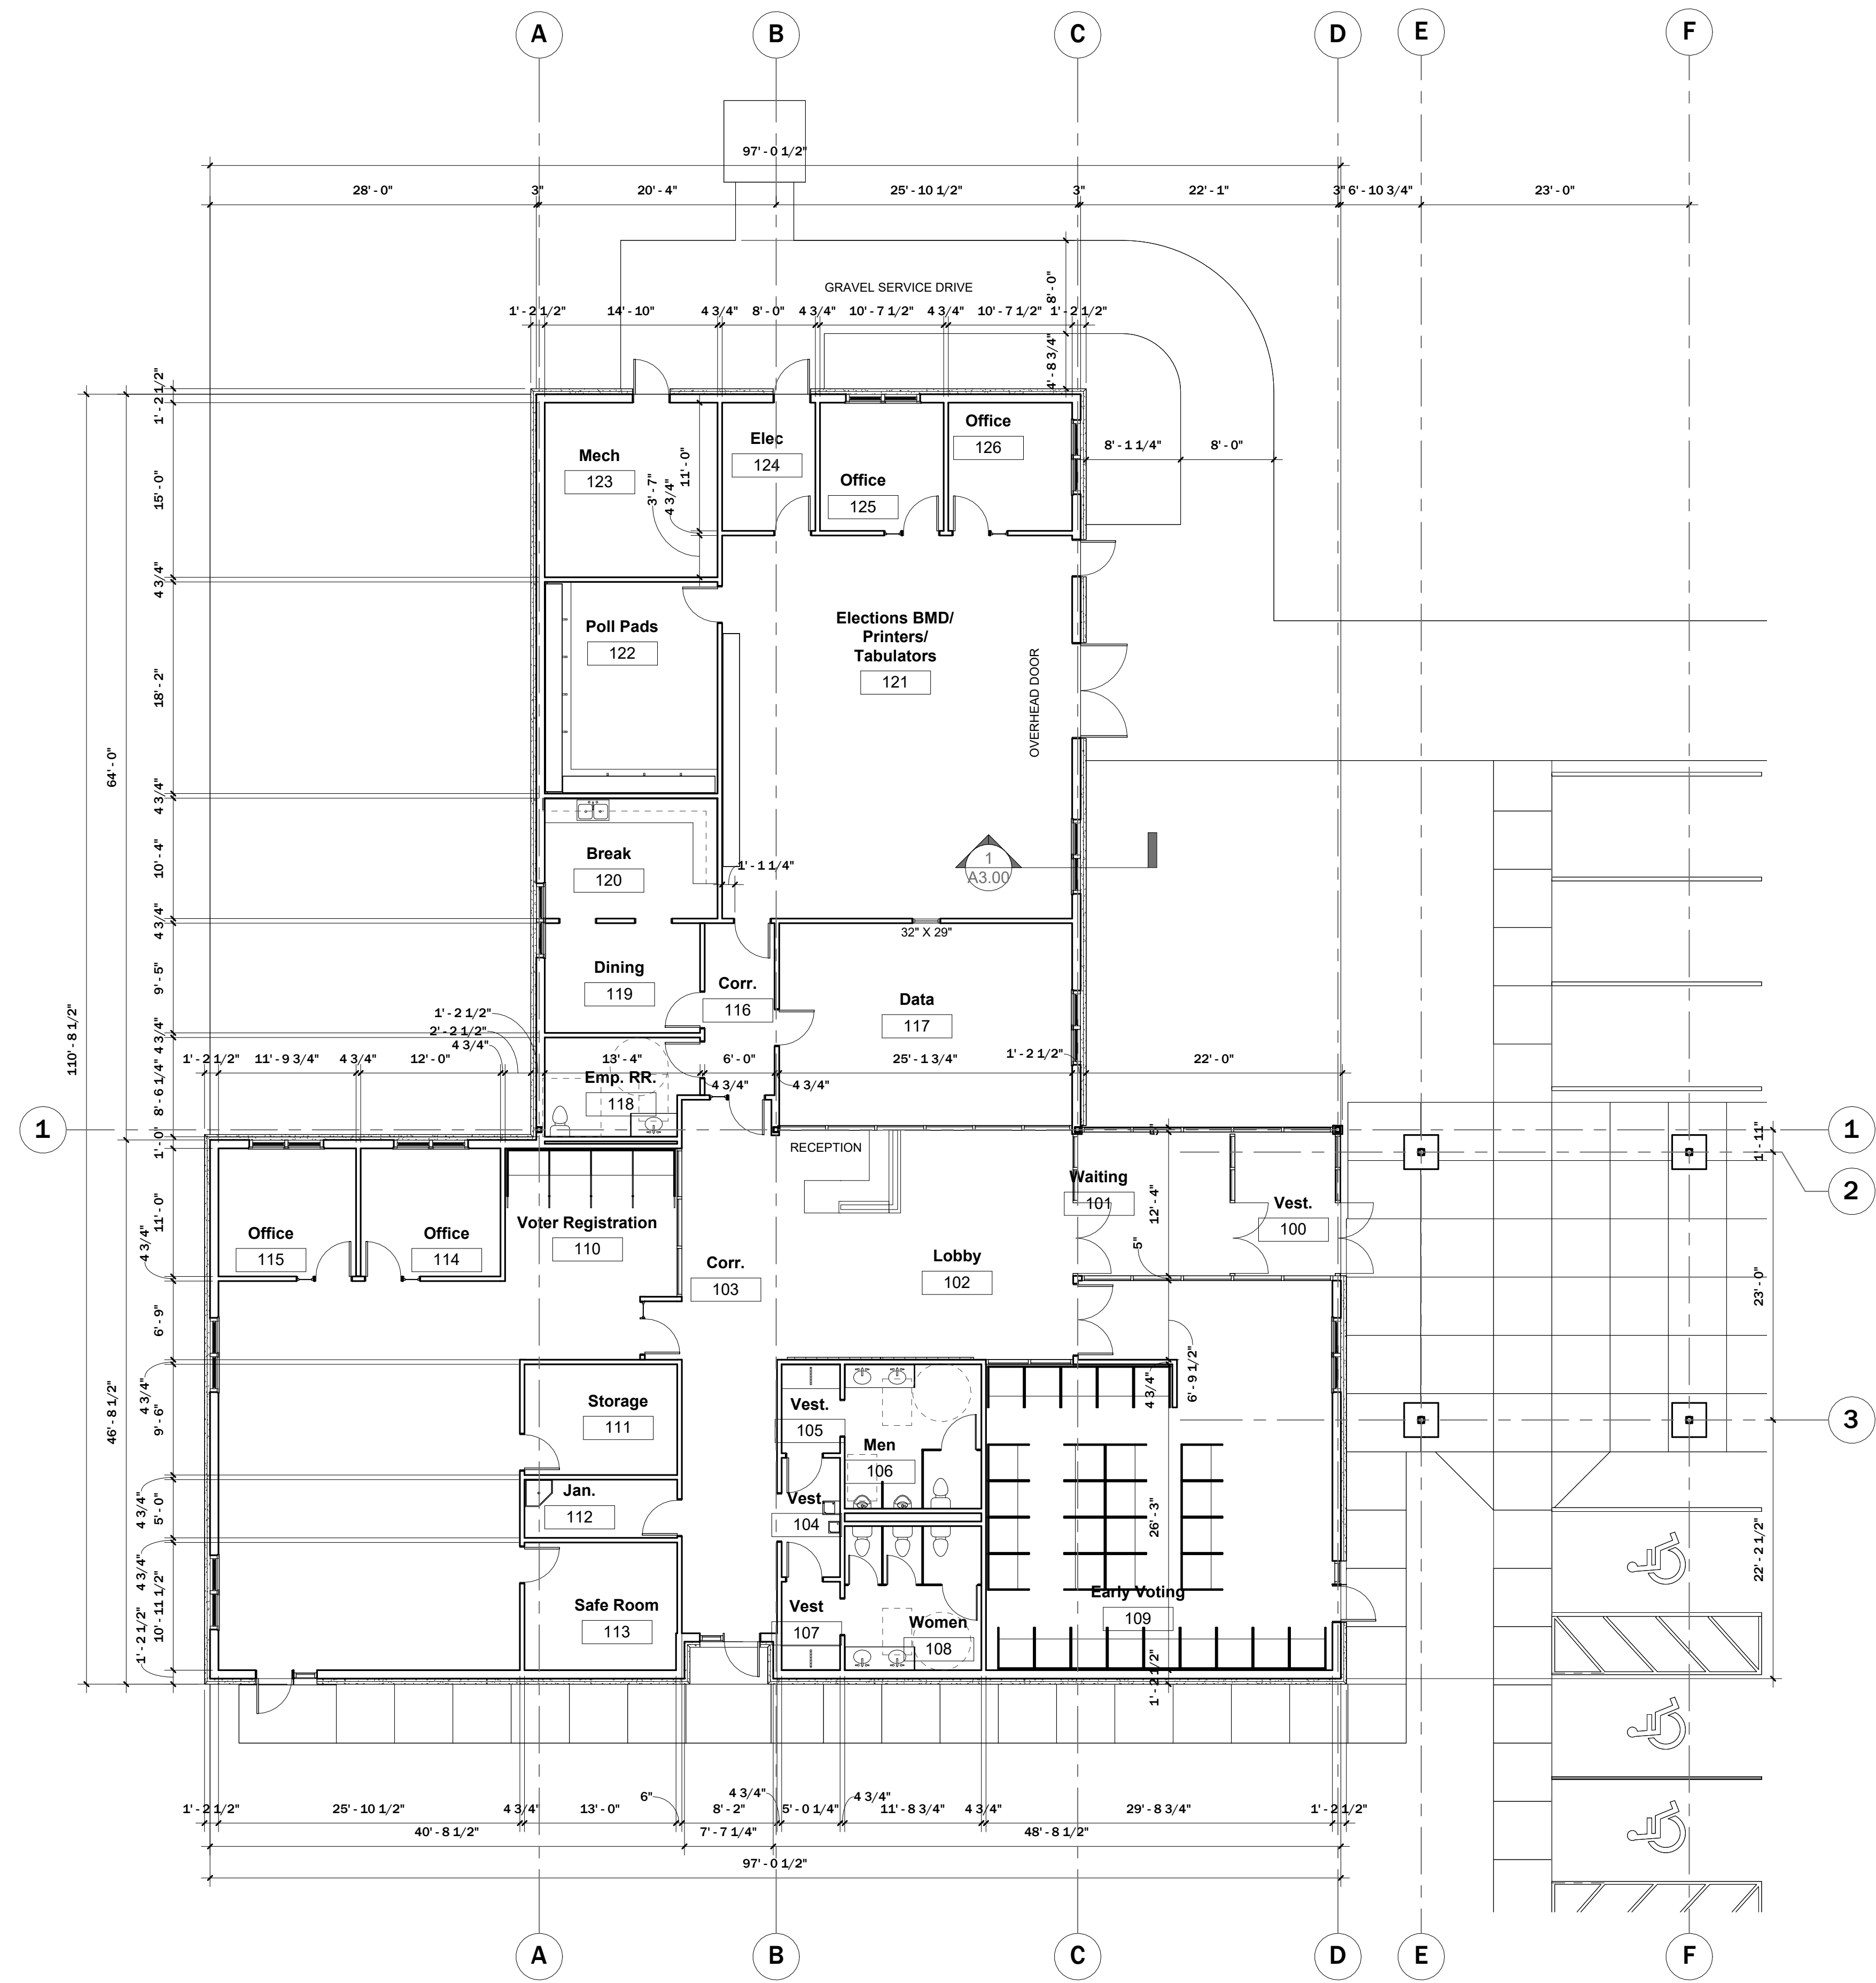 A
B
C
D
E
F
97' - 0 1/2"
28' - 0"
3"
20' - 4"
25' - 10 1/2"
3"
22' - 1"
3"
6' - 10 3/4"
23' - 0"
8' - 0"
GRAVEL SERVICE DRIVE
1' - 2 1/2"
14' - 10"
4 3/4"
8' - 0"
4 3/4"
10' - 7 1/2"
4 3/4"
10' - 7 1/2"
1' - 2 1/2"
4' - 8 3/4"
1' - 2 1/2"
Office
126
Elec
124
Mech
123
Office
125
11' - 0"
4 3/4"
3' - 7"
8' - 1 1/4"
8' - 0"
15' - 0"
4 3/4"
Poll Pads
122
Elections BMD/
Printers/
Tabulators
121
OVERHEAD DOOR
18' - 2"
64' - 0"
4 3/4"
Break
120
1' - 1 1/4"
1
A3.00
10' - 4"
4 3/4"
32" X 29"
Dining
119
Corr.
116
Data
117
9' - 5"
110' - 8 1/2"
1' - 2 1/2"
2' - 2 1/2"
4 3/4"
4 3/4"
1' - 2 1/2"
11' - 9 3/4"
4 3/4"
12' - 0"
13' - 4"
6' - 0"
25' - 1 3/4"
1' - 2 1/2"
22' - 0"
Emp. RR.
118
4 3/4"
4 3/4"
8' - 6 1/4"
1
RECEPTION
5"
1
1' - 11"
1' - 0"
2
Waiting
101
Vest.
100
12' - 4"
5"
Office
115
Office
114
Voter Registration
110
11' - 0"
4 3/4"
Corr.
103
Lobby
102
23' - 0"
6' - 9"
4 3/4"
6' - 9 1/2"
4 3/4"
Storage
111
Vest.
105
Men
106
3
9' - 6"
46' - 8 1/2"
4 3/4"
Jan.
112
Vest.
104
5' - 0"
26' - 3"
22' - 2 1/2"
4 3/4"
Early Voting
109
Safe Room
113
Vest
107
Women
108
10' - 11 1/2"
1' - 2 1/2"
1' - 2 1/2"
6"
4 3/4"
4 3/4"
1' - 2 1/2"
25' - 10 1/2"
4 3/4"
13' - 0"
8' - 2"
5' - 0 1/4"
11' - 8 3/4"
4 3/4"
29' - 8 3/4"
1' - 2 1/2"
40' - 8 1/2"
7' - 7 1/4"
48' - 8 1/2"
97' - 0 1/2"
A
B
C
D
E
F